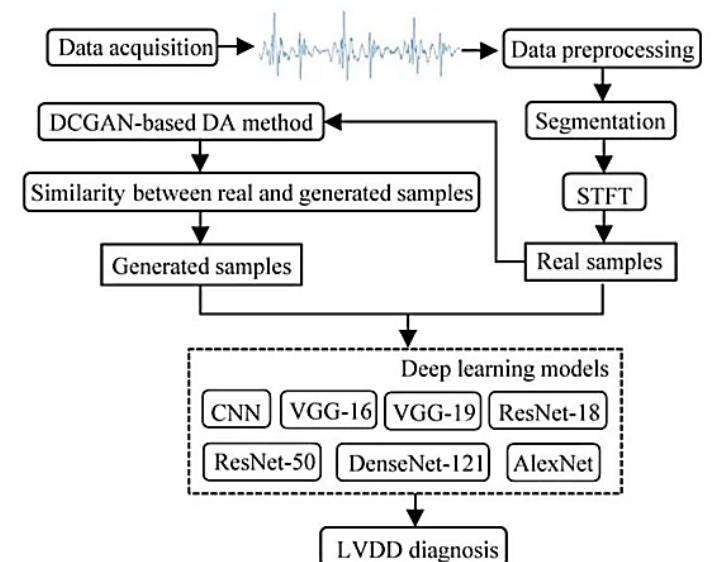 Data acquisition
Data preprocessing
DCGAN-based DA method
Segmentation
Similarity between real and generated samples
STFT
Generated samples
Real samples
Deep learning models
CNN
VGG-16
VGG-19
ResNet-18
ResNet-50
DenseNet-121
AlexNet
LVDD diagnosis